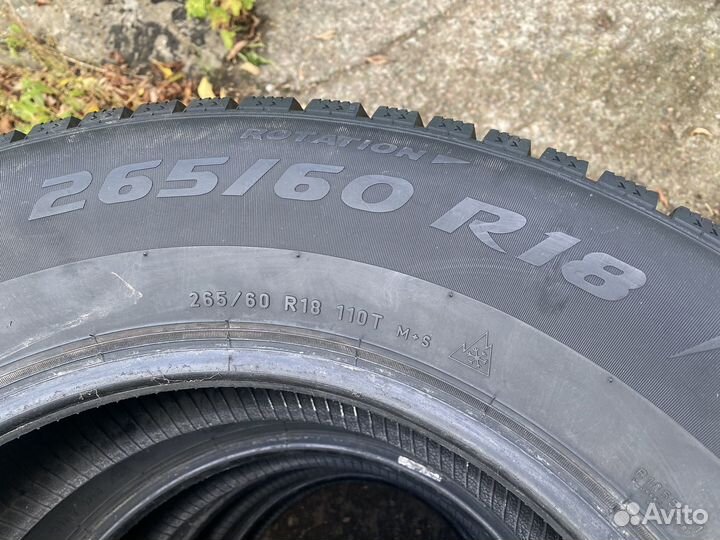 ROTATION
265/60 R18
265/60 R18 110T M+S
Avito